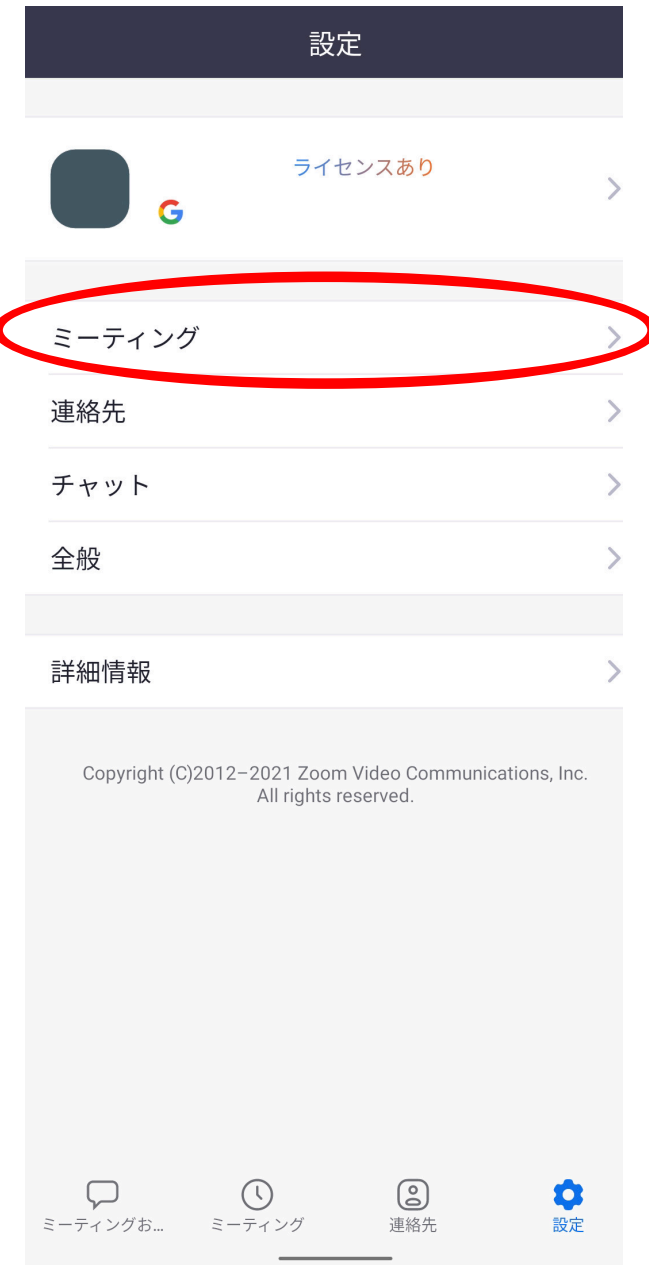 設定
ライセンスあり
ミーティング
連絡先
チャット
全般
詳細情報
Copyright (C)2012–2021 Zoom Video Communications, Inc.
All rights reserved.
ミーティングお...
ミーティング
連絡先
設定